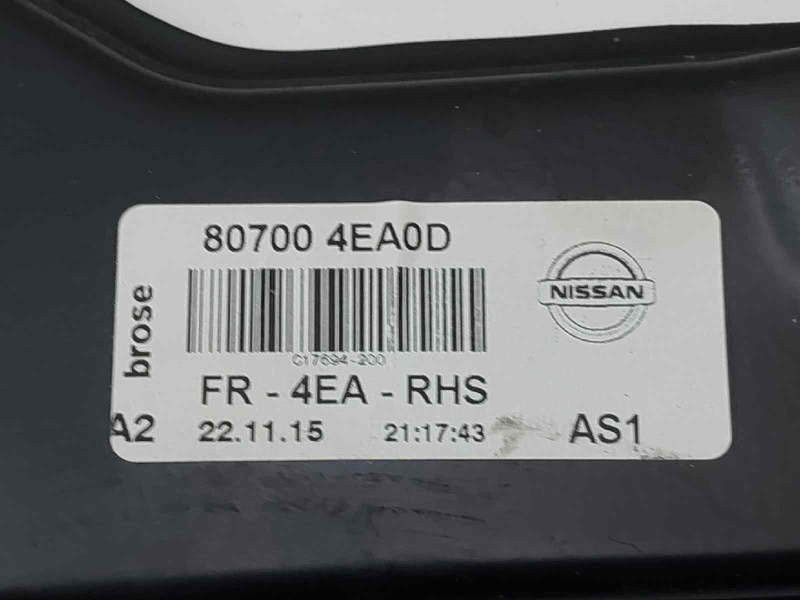 80700 4EA0D
NISSAN
brose
C17694-200
FR - 4EA - RHS
A2 22.11.15 21:17:43 AS1